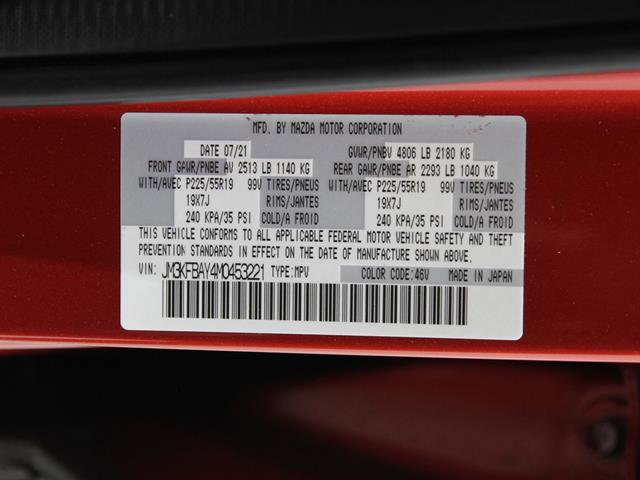 MFD. BY MAZDA MOTOR CORPORATION
DATE 07/21 GVWR/PNBV 4806 LB 2180 KG
FRONT GAWR/PNBE AV 2513 LB 1140 KG REAR GAWR/PNBE AR 2293 LB 1040 KG
WITH/AVEC P225/55R19 99V TIRES/PNEUS WITH/AVEC P225/55R19 99V TIRES/PNEUS
19X7J RIMS/JANTES 19X7J RIMS/JANTES
240 KPA/35 PSI COLD/A FROID 240 KPA/35 PSI COLD/A FROID
THIS VEHICLE CONFORMS TO ALL APPLICABLE FEDERAL MOTOR VEHICLE SAFETY AND THEFT
PREVENTION STANDARDS IN EFFECT ON THE DATE OF MANUFACTURE SHOWN ABOVE.
VIN: JM3KFBAY4M0453221 TYPE:MPV COLOR CODE:46V MADE IN JAPAN